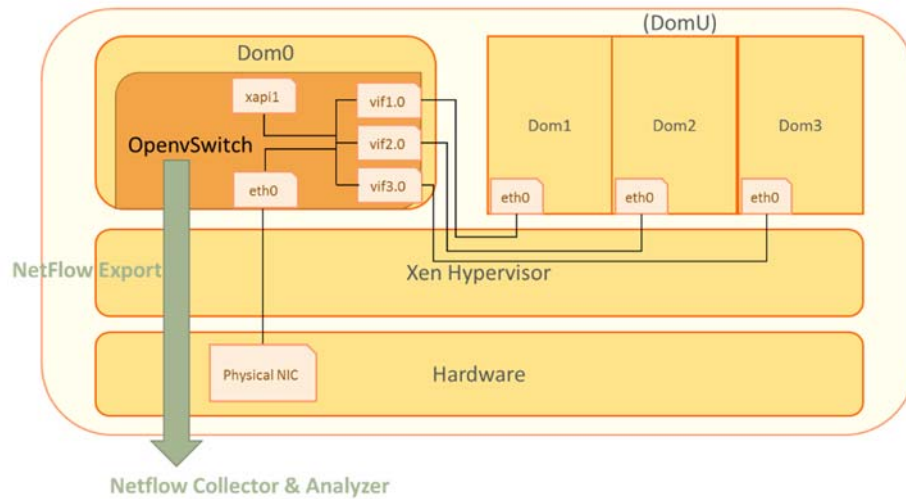 (DomU)
Dom0
xapi1
vif1.0
OpenvSwitch
vif2.0
eth0
vif3.0
Dom1
Dom2
Dom3
eth0
eth0
eth0
NetFlow Export
Xen Hypervisor
Physical NIC
Hardware
Netflow Collector & Analyzer